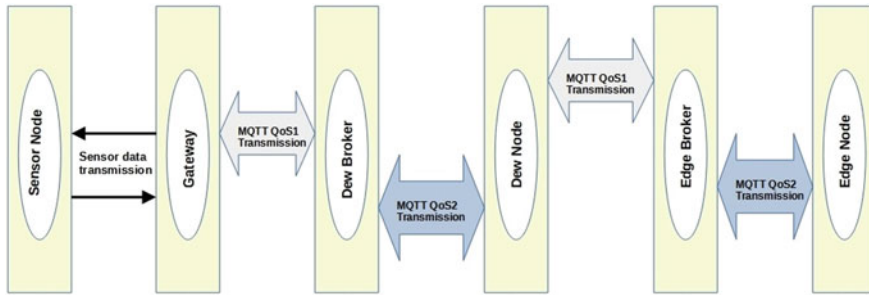 Sensor Node
Sensor data
transmission
Gateway
MQTT QoS1
Transmission
Dew Broker
MQTT QoS2
Transmission
Dew Node
MQTT QoS1
Transmission
Edge Broker
MQTT QoS2
Transmission
Edge Node